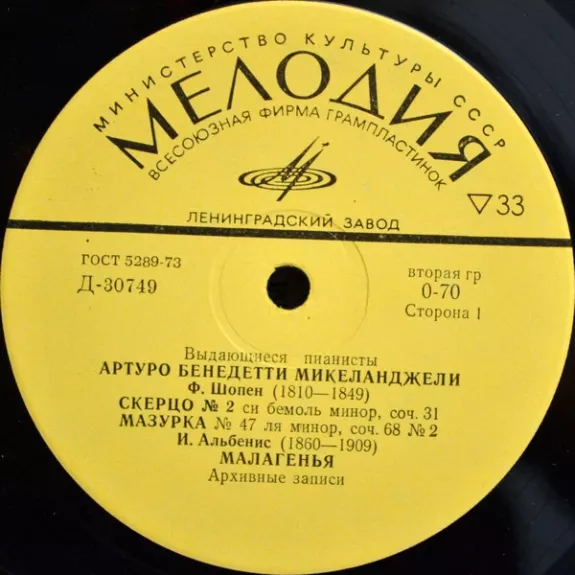 МИНИСТЕРСТВО КУЛЬТУРЫ СССР
МЕЛОДИЯ
ВСЕСОЮЗНАЯ ФИРМА ГРАМПЛАСТИНОК
▽33
ЛЕНИНГРАДСКИЙ ЗАВОД
ГОСТ 5289-73
Д-30749
вторая гр
0-70
Сторона 1
Выдающиеся пианисты
АРТУРО БЕНЕДЕТТИ МИКЕЛАНДЖЕЛИ
Ф. Шопен (1810—1849)
СКЕРЦО № 2 си бемоль минор, соч. 31
МАЗУРКА № 47 ля минор, соч. 68 № 2
И. Альбенис (1860—1909)
МАЛАГЕНЬЯ
Архивные записи